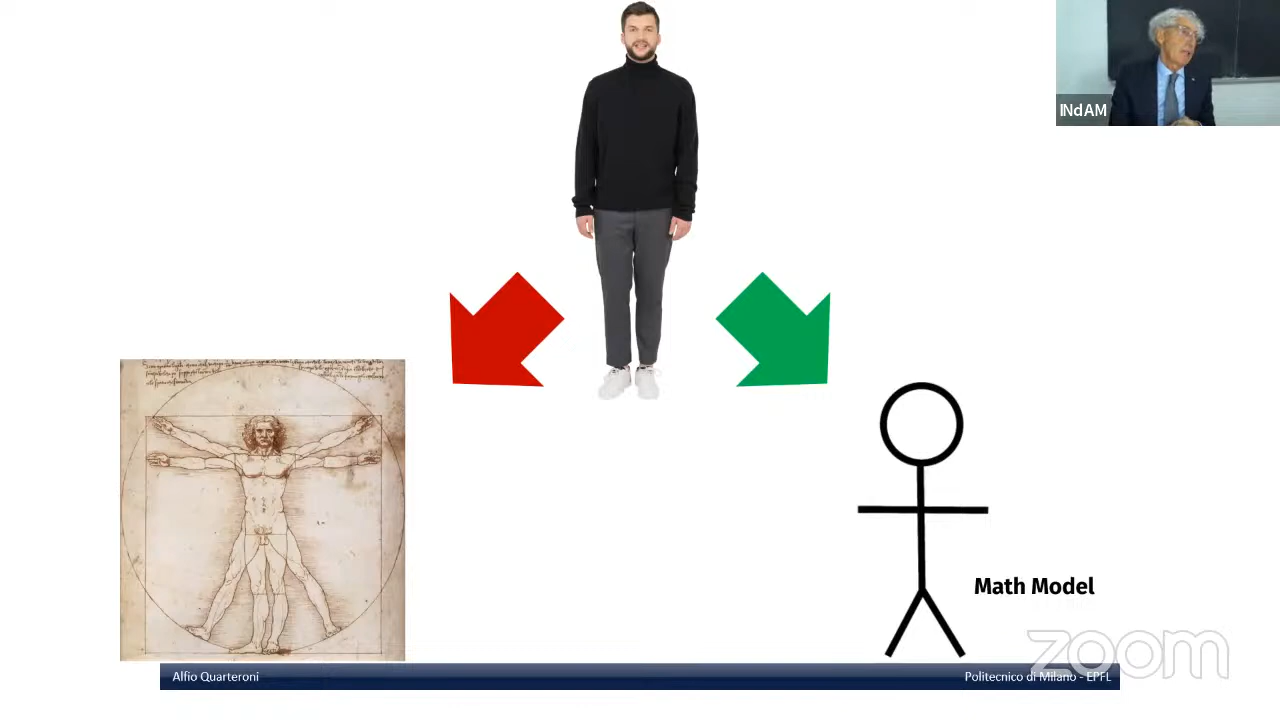 INdAM
Math Model
zoom
Alfio Quarteroni
Politecnico di Milano - EPFL